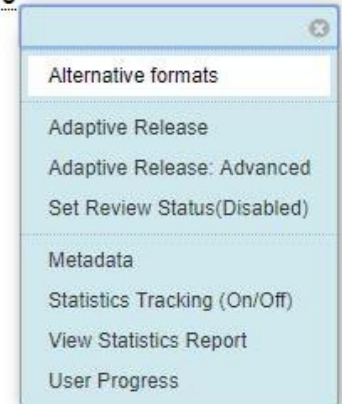 Alternative formats
Adaptive Release
Adaptive Release: Advanced
Set Review Status(Disabled)
Metadata
Statistics Tracking (On/Off)
View Statistics Report
User Progress